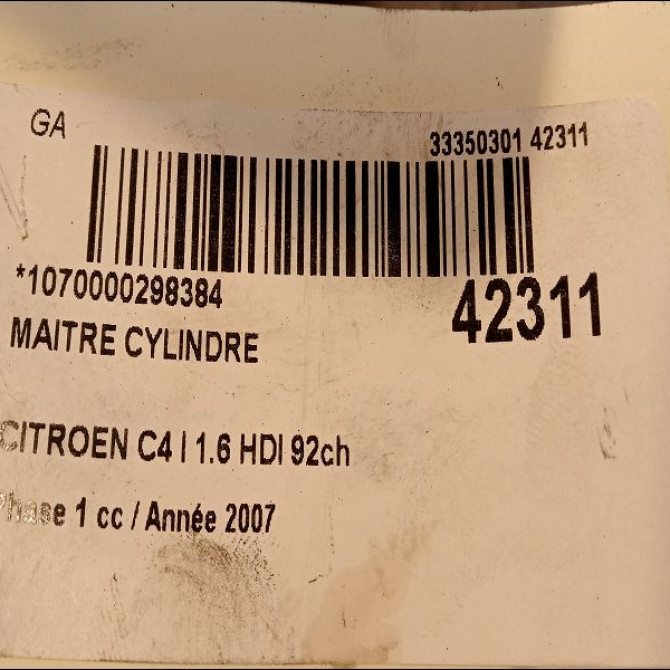 GA
33350301 42311
*1070000298384
42311
MAITRE CYLINDRE
CITROEN C4 I 1.6 HDI 92ch
Phase 1 cc / Année 2007